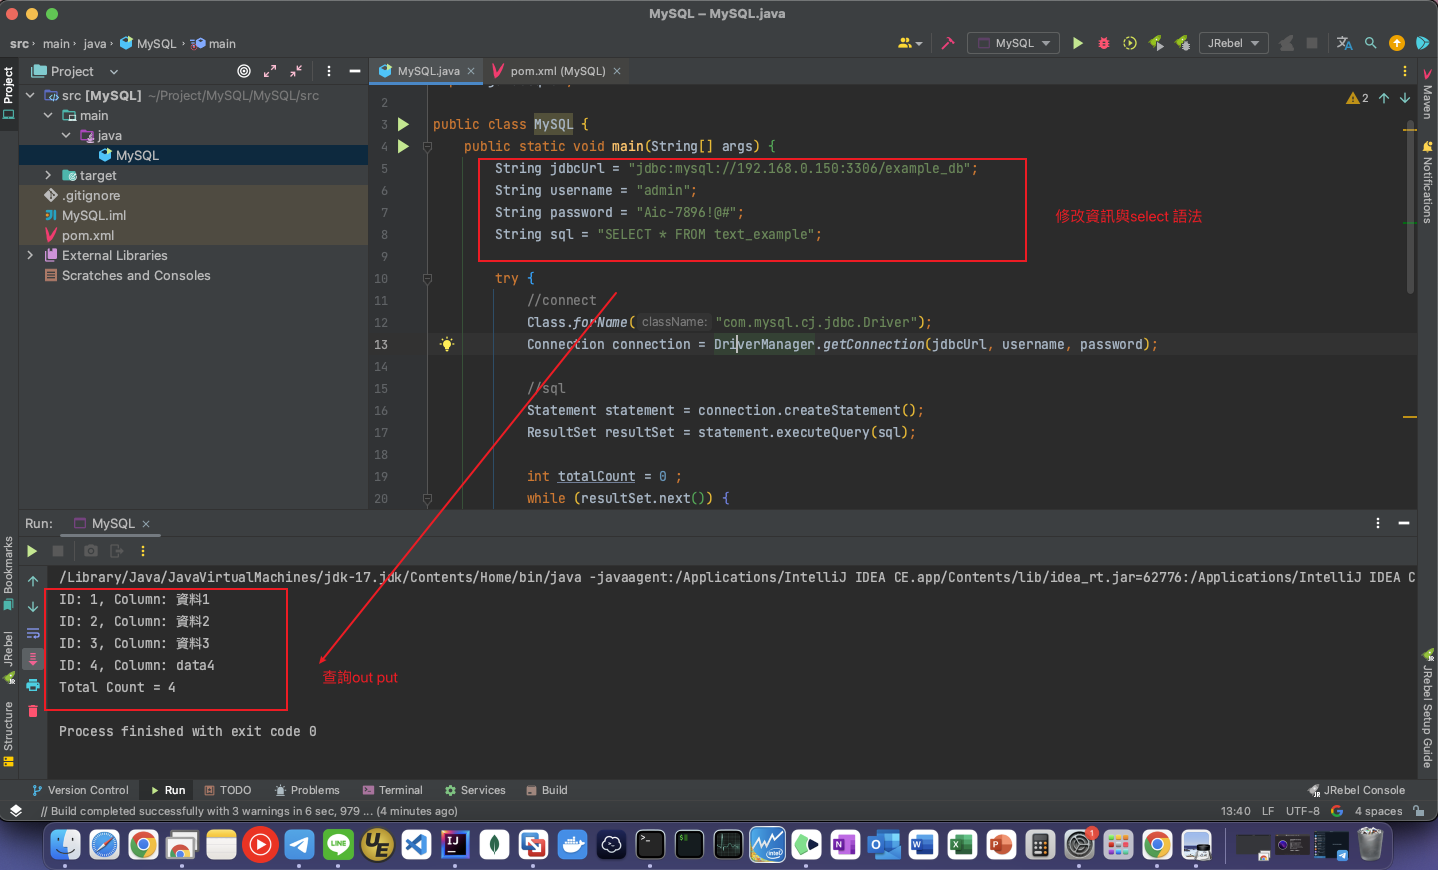 MySQL – MySQL.java
src › main › java › MySQL › main
MySQL
JRebel
Project
Project
MySQL.java
pom.xml (MySQL)
src [MySQL] ~/Project/MySQL/MySQL/src
main
java
MySQL
target
.gitignore
MySQL.iml
pom.xml
External Libraries
Scratches and Consoles
2
2
3 public class MySQL {
4 public static void main(String[] args) {
5 String jdbcUrl = "jdbc:mysql://192.168.0.150:3306/example_db";
6 String username = "admin";
7 String password = "Aic-7896!@#";
8 String sql = "SELECT * FROM text_example";
9
10 try {
11 //connect
12 Class.forName( className: "com.mysql.cj.jdbc.Driver");
13 Connection connection = DriverManager.getConnection(jdbcUrl, username, password);
14
15 //sql
16 Statement statement = connection.createStatement();
17 ResultSet resultSet = statement.executeQuery(sql);
18
19 int totalCount = 0 ;
20 while (resultSet.next()) {
修改資訊與select 語法
Maven
Notifications
Run: MySQL
/Library/Java/JavaVirtualMachines/jdk-17.jdk/Contents/Home/bin/java -javaagent:/Applications/IntelliJ IDEA CE.app/Contents/lib/idea_rt.jar=62776:/Applications/IntelliJ IDEA C
ID: 1, Column: 資料1
ID: 2, Column: 資料2
ID: 3, Column: 資料3
ID: 4, Column: data4
Total Count = 4
查詢out put
Process finished with exit code 0
Bookmarks
JRebel
Structure
JRebel Setup Guide
Version Control
Run
TODO
Problems
Terminal
Services
Build
JRebel Console
// Build completed successfully with 3 warnings in 6 sec, 979 ... (4 minutes ago)
13:40 LF UTF-8 4 spaces
LINE
UE
IJ
1